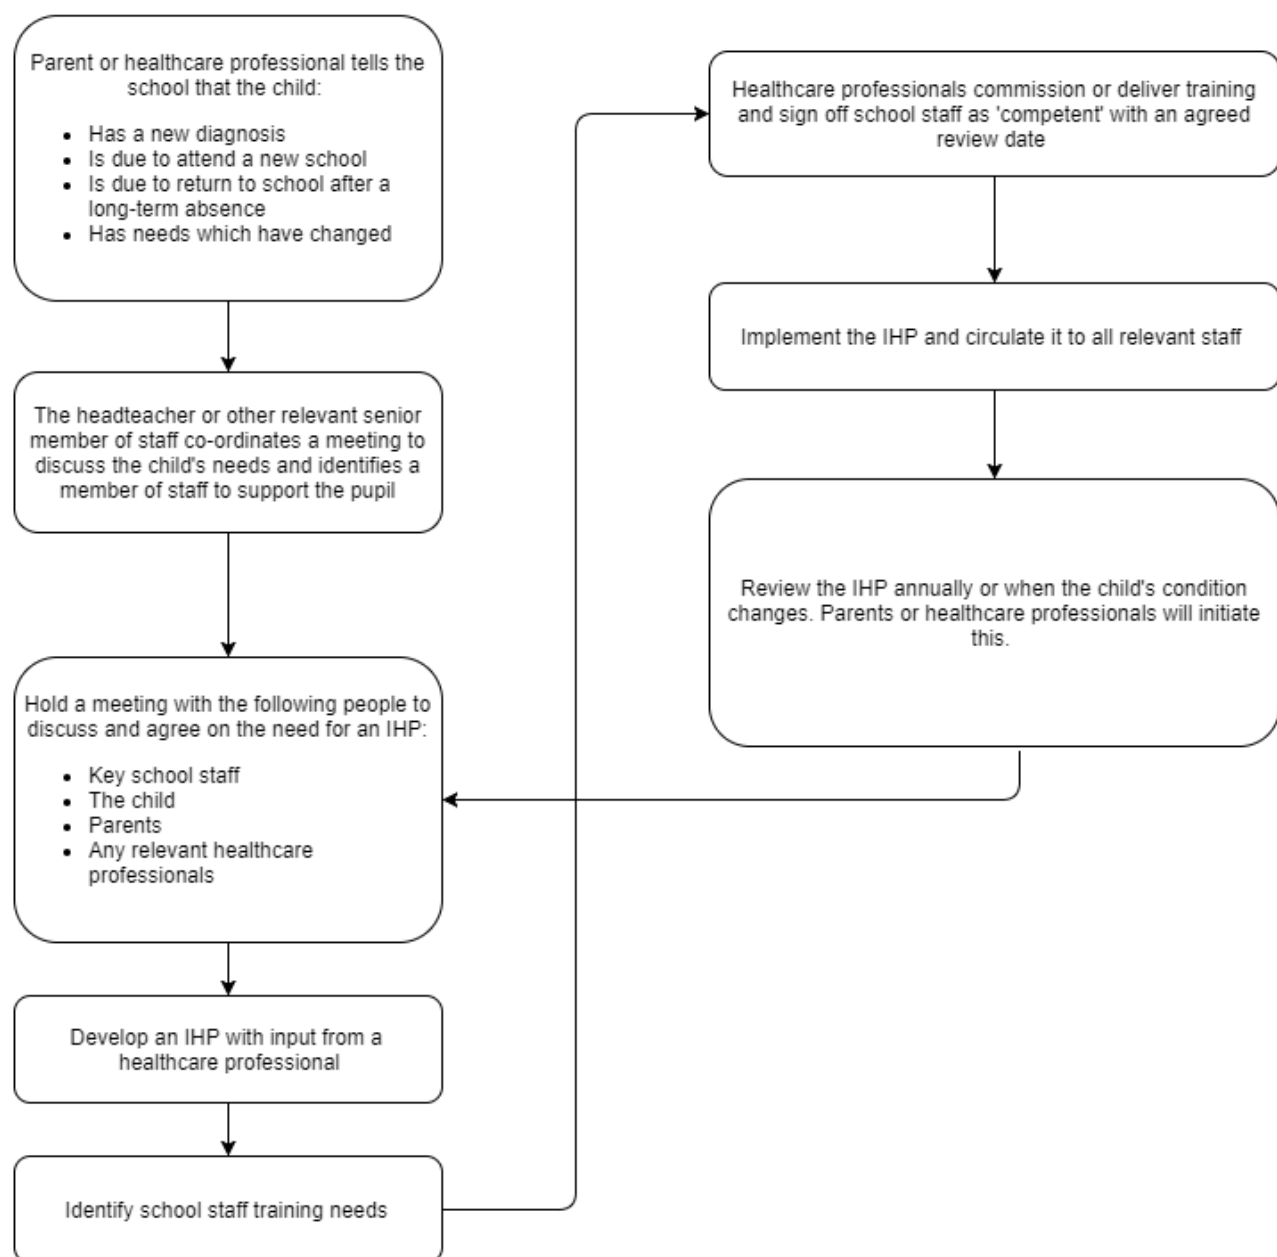 Parent or healthcare professional tells the
school that the child:
• Has a new diagnosis
• Is due to attend a new school
• Is due to return to school after a
long-term absence
• Has needs which have changed
The headteacher or other relevant senior
member of staff co-ordinates a meeting to
discuss the child's needs and identifies a
member of staff to support the pupil
Hold a meeting with the following people to
discuss and agree on the need for an IHP:
• Key school staff
• The child
• Parents
• Any relevant healthcare
professionals
Develop an IHP with input from a
healthcare professional
Identify school staff training needs
Healthcare professionals commission or deliver training
and sign off school staff as 'competent' with an agreed
review date
Implement the IHP and circulate it to all relevant staff
Review the IHP annually or when the child's condition
changes. Parents or healthcare professionals will initiate
this.